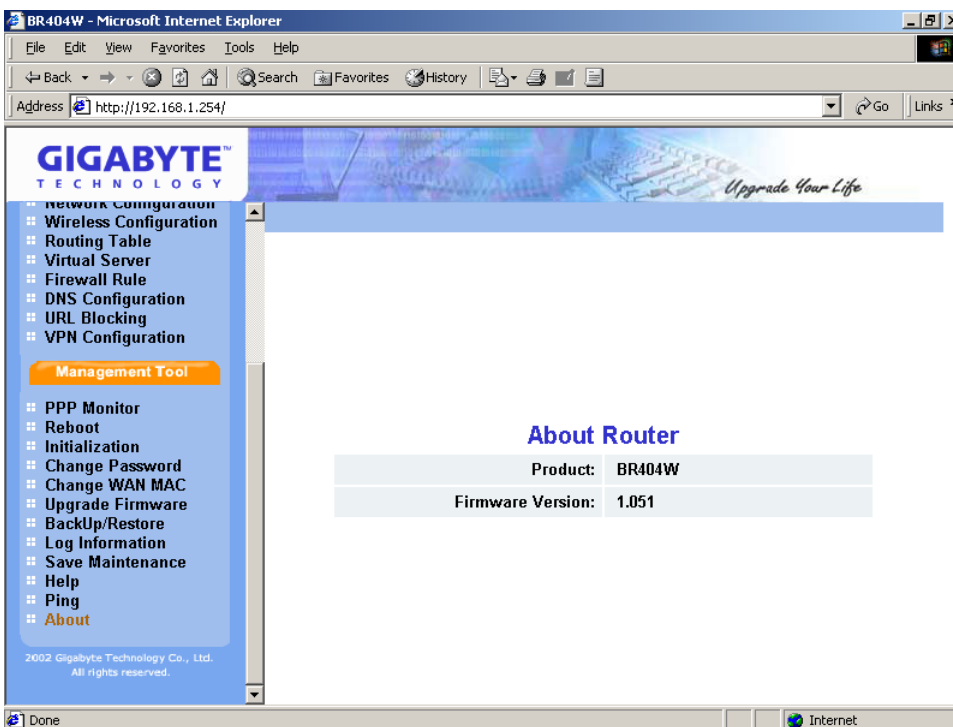 BR404W - Microsoft Internet Explorer
File Edit View Favorites Tools Help
Back Search Favorites History
Address http://192.168.1.254/ Go Links
GIGABYTE™
TECHNOLOGY
Upgrade Your Life
Network Configuration
Wireless Configuration
Routing Table
Virtual Server
Firewall Rule
DNS Configuration
URL Blocking
VPN Configuration
Management Tool
PPP Monitor
Reboot
Initialization
Change Password
Change WAN MAC
Upgrade Firmware
BackUp/Restore
Log Information
Save Maintenance
Help
Ping
About
2002 Gigabyte Technology Co., Ltd.
All rights reserved.
About Router
Product: BR404W
Firmware Version: 1.051
Done Internet